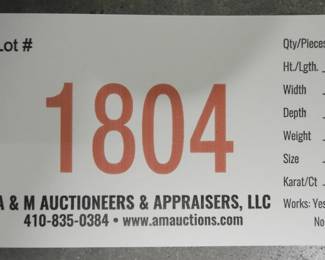 Lot #
1804
A & M AUCTIONEERS & APPRAISERS, LLC
410-835-0384 • www.amauctions.com
Qty/Pieces
Ht./Lgth.
Width
Depth
Weight
Size
Karat/Ct
Works: Yes
No